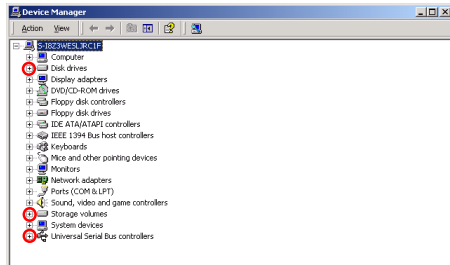 Device Manager
Action View
S-18Z3WESLJRC1F
Computer
Disk drives
Display adapters
DVD/CD-ROM drives
Floppy disk controllers
Floppy disk drives
IDE ATA/ATAPI controllers
IEEE 1394 Bus host controllers
Keyboards
Mice and other pointing devices
Monitors
Network adapters
Ports (COM & LPT)
Sound, video and game controllers
Storage volumes
System devices
Universal Serial Bus controllers